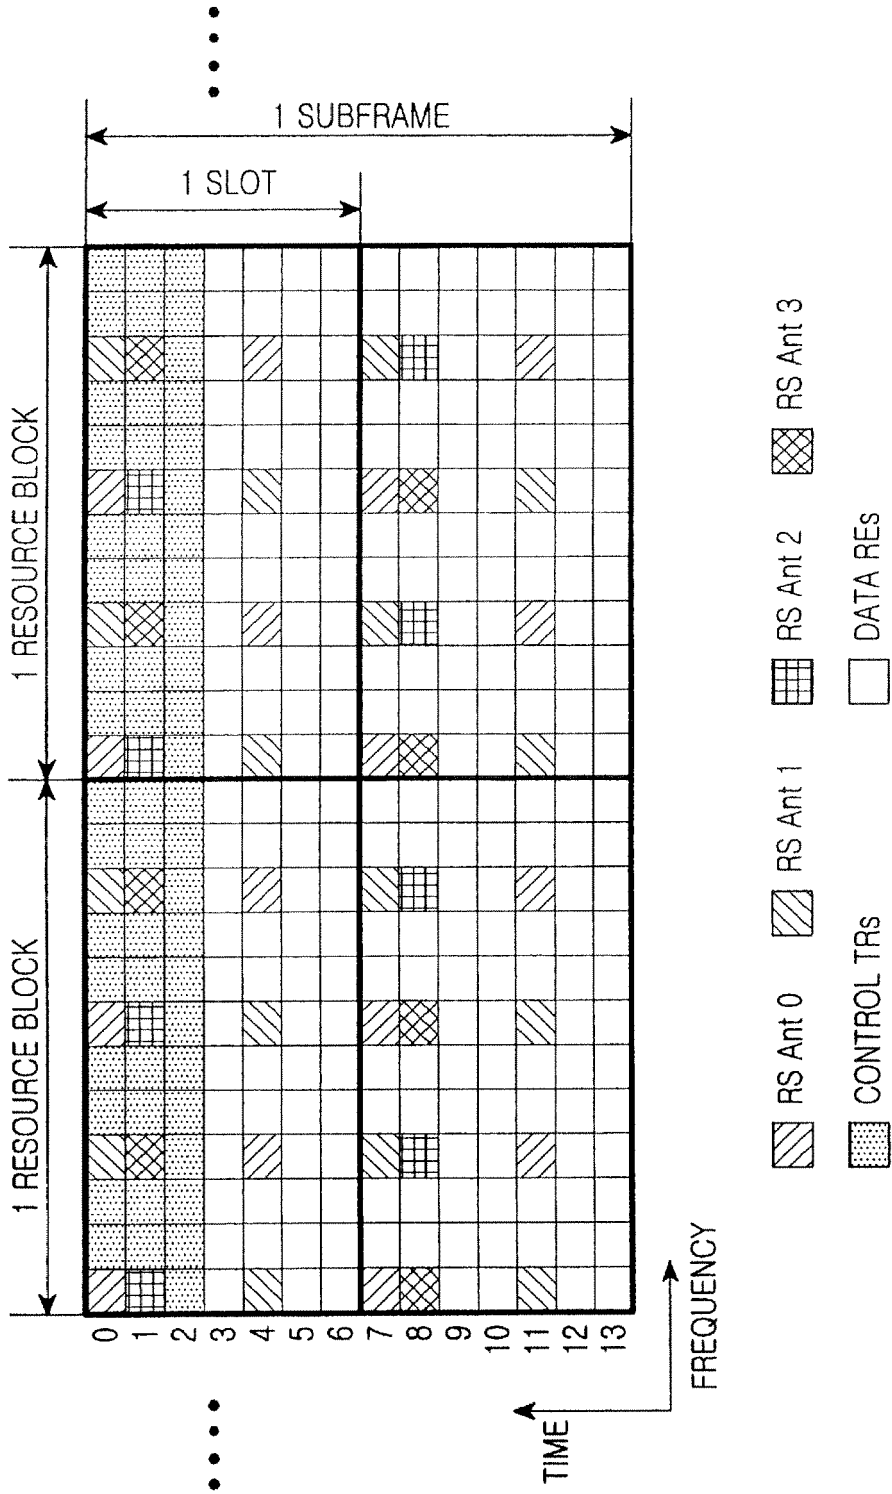 1 RESOURCE BLOCK
1 RESOURCE BLOCK
1 SUBFRAME
1 SLOT
0
1
2
3
4
5
6
7
8
9
10
11
12
13
TIME
FREQUENCY
RS Ant 0
RS Ant 1
RS Ant 2
RS Ant 3
CONTROL TRs
DATA REs